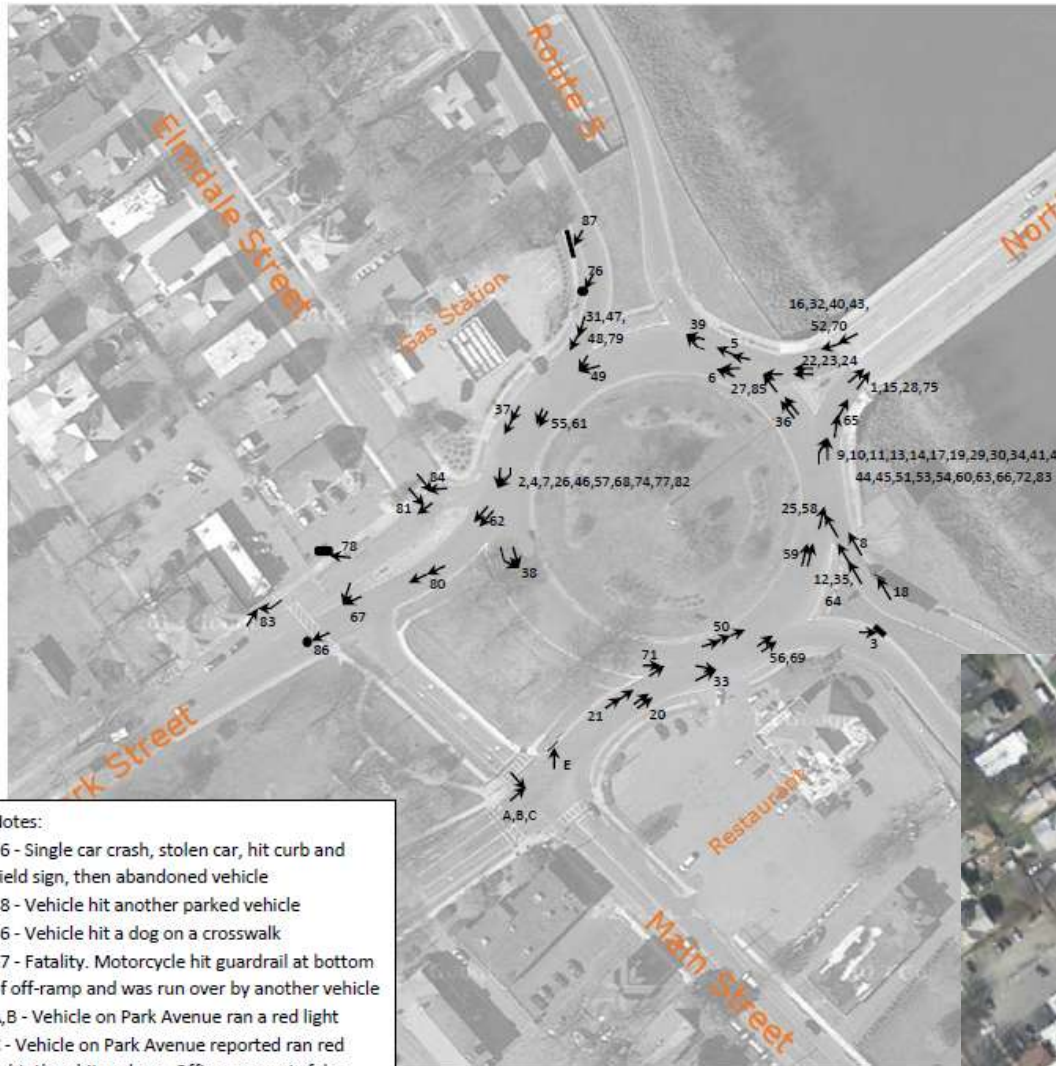 Route 5
Elmdale Street
North
87
76
Gas Station
31,47,
48,79
49
39
5
6
16,32,40,43,
52,70
22,23,24
27,85
1,15,28,75
36
65
37
55,61
9,10,11,13,14,17,19,29,30,34,41,4
44,45,51,53,54,60,63,66,72,83
84
81
2,4,7,26,46,57,68,74,77,82
62
25,58
8
78
38
59
80
12,35,
64
18
67
83
86
50
3
71
56,69
33
21
20
E
A,B,C
rk Street
Restaurant
Main Street
Notes:
6 - Single car crash, stolen car, hit curb and
ield sign, then abandoned vehicle
8 - Vehicle hit another parked vehicle
6 - Vehicle hit a dog on a crosswalk
7 - Fatality. Motorcycle hit guardrail at bottom
f off-ramp and was run over by another vehicle
A,B - Vehicle on Park Avenue ran a red light
- Vehicle on Park Avenue reported ran red